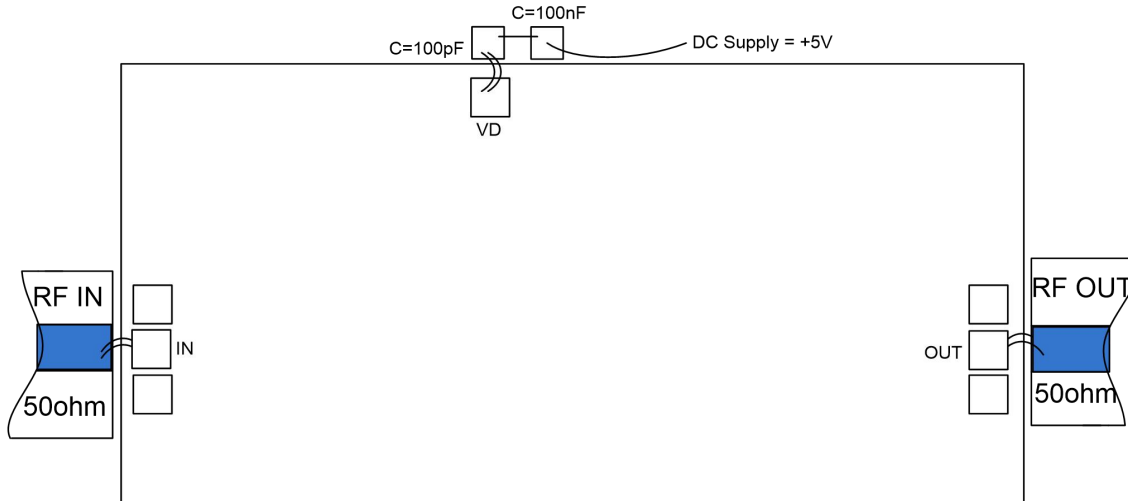 C=100nF
C=100pF
DC Supply = +5V
VD
RF IN
RF OUT
IN
OUT
50ohm
50ohm